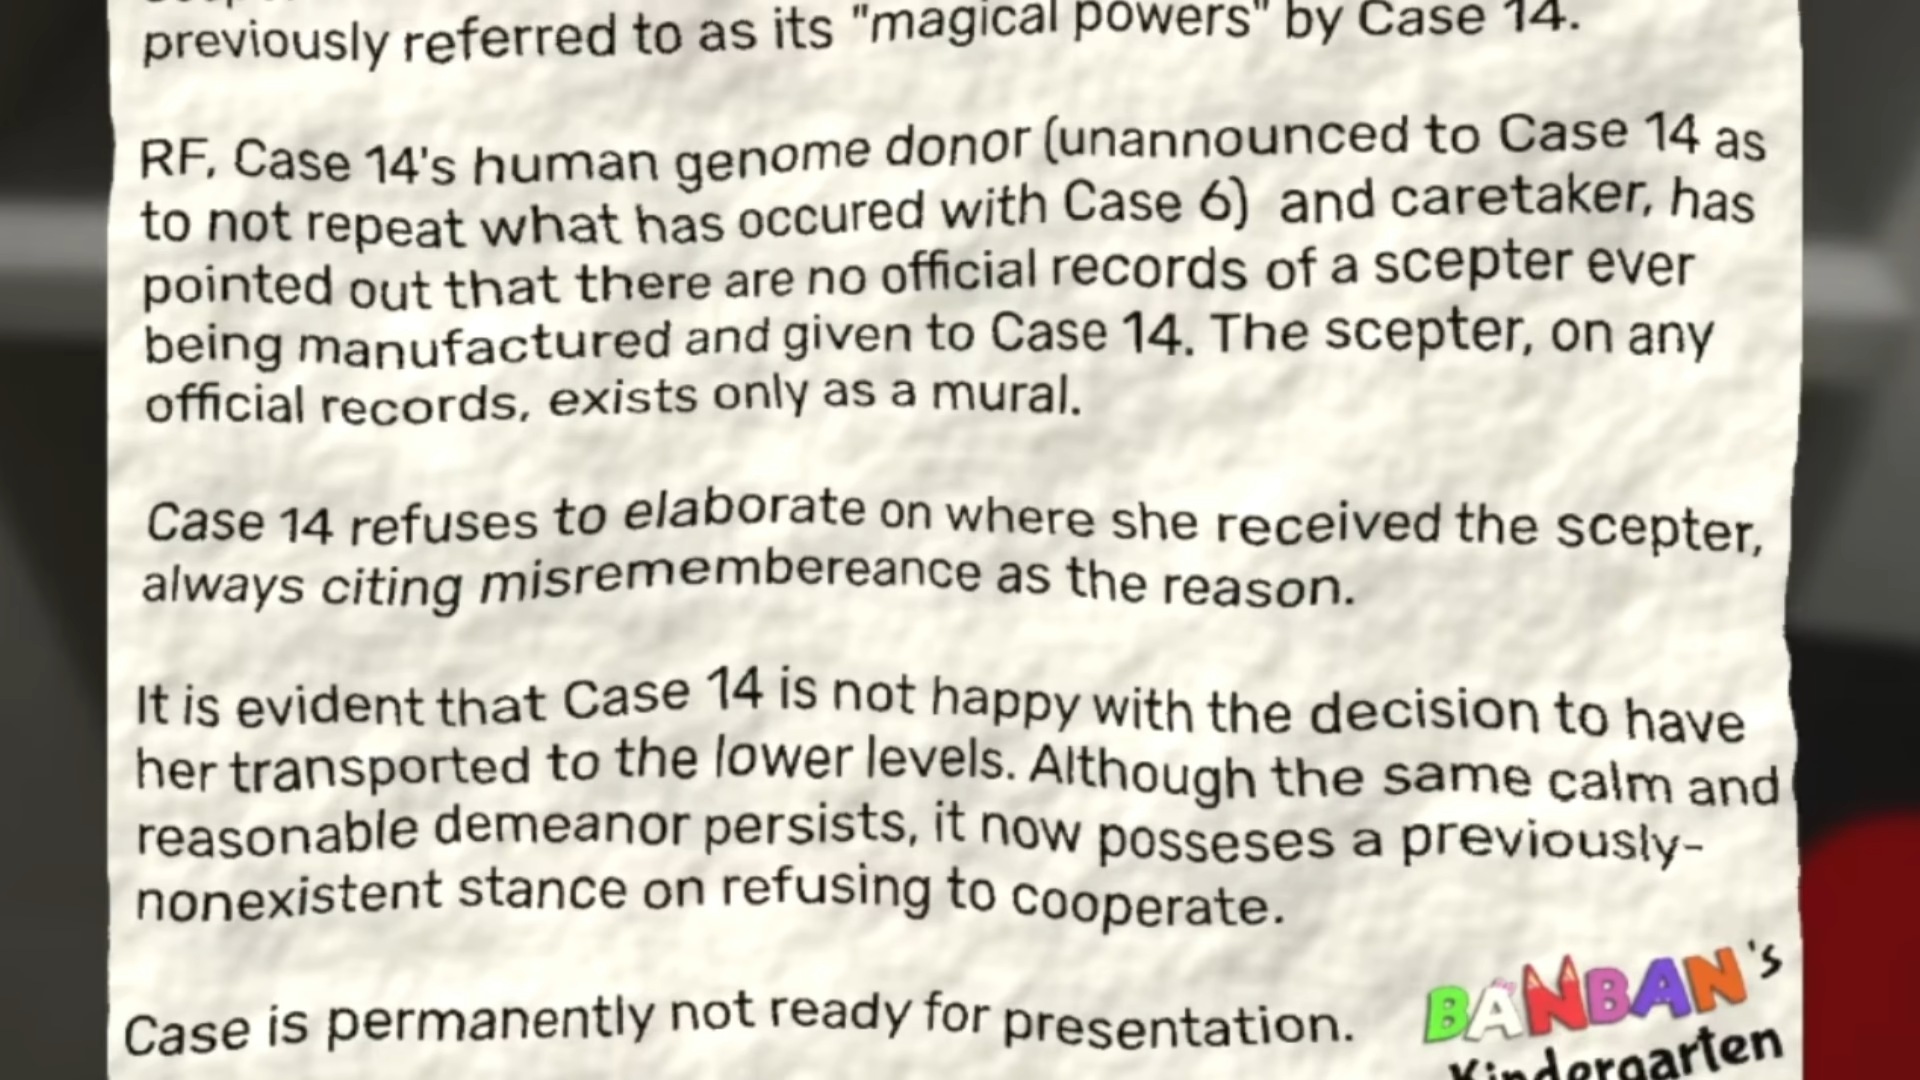 previously referred to as its "magical powers" by Case 14.
RF, Case 14's human genome donor (unannounced to Case 14 as
to not repeat what has occured with Case 6) and caretaker, has
pointed out that there are no official records of a scepter ever
being manufactured and given to Case 14. The scepter, on any
official records, exists only as a mural.
Case 14 refuses to elaborate on where she received the scepter,
always citing misremembereance as the reason.
It is evident that Case 14 is not happy with the decision to have
her transported to the lower levels. Although the same calm and
reasonable demeanor persists, it now posseses a previously-
nonexistent stance on refusing to cooperate.
Case is permanently not ready for presentation.
BANBAN's
Kindergarten